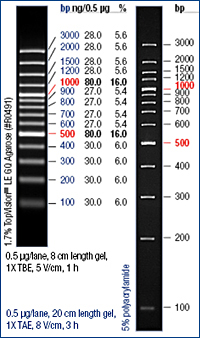 bp ng/0.5 µg %
3000 28.0 5.6
2000 28.0 5.6
1500 28.0 5.6
1200 28.0 5.6
1000 80.0 16.0
900 27.0 5.4
800 27.0 5.4
700 27.0 5.4
600 27.0 5.4
500 80.0 16.0
400 30.0 6.0
300 30.0 6.0
200 30.0 6.0
100 30.0 6.0
1.7% TopVision™ LE GQ Agarose (#R0491)
0.5 µg/lane, 8 cm length gel,
1X TBE, 5 V/cm, 1 h
0.5 µg/lane, 20 cm length gel,
1X TAE, 8 V/cm, 3 h
5% polyacrylamide
bp
3000
2000
1500
1200
1000
900
800
700
600
500
400
300
200
100